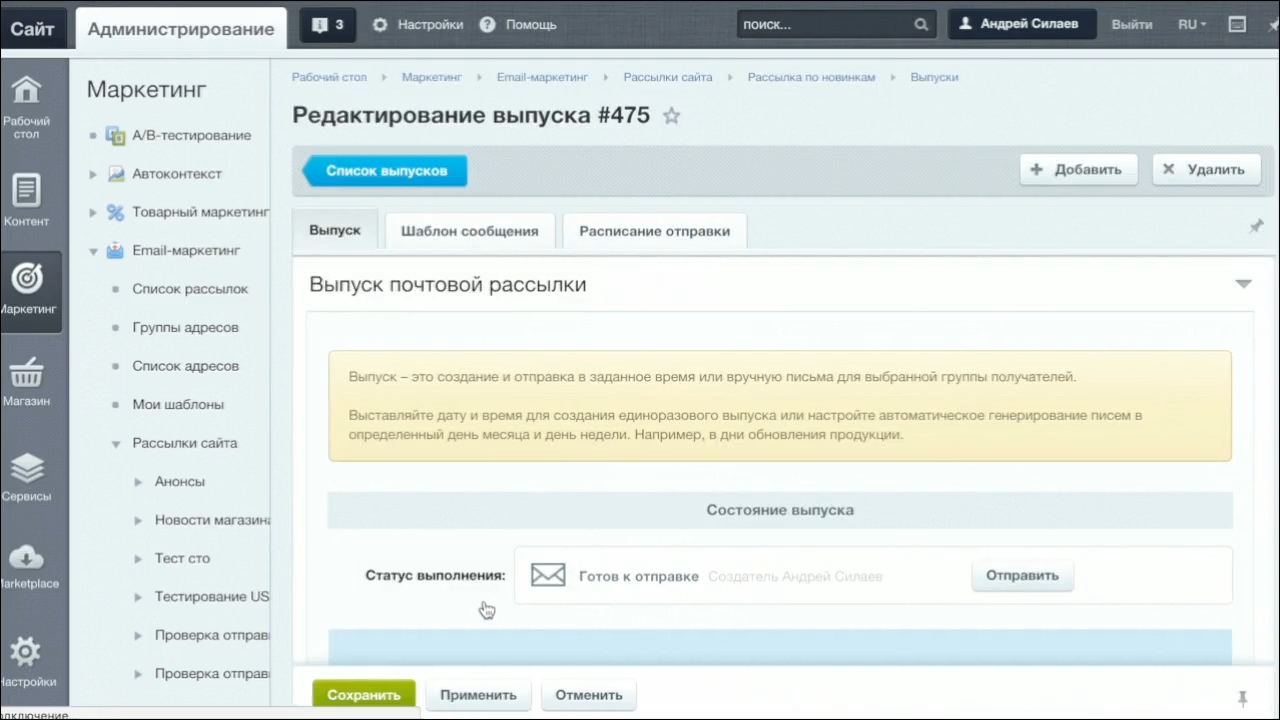 Сайт
Администрирование
3
Настройки
Помощь
поиск...
Андрей Силаев
Выйти
RU
Рабочий стол
Контент
Маркетинг
Магазин
Сервисы
Marketplace
Настройки
Маркетинг
A/B-тестирование
Автоконтекст
Товарный маркетинг
Email-маркетинг
Список рассылок
Группы адресов
Список адресов
Мои шаблоны
Рассылки сайта
Анонсы
Новости магазина
Тест сто
Тестирование US
Проверка отправ
Проверка отправ
Рабочий стол
Маркетинг
Email-маркетинг
Рассылки сайта
Рассылка по новинкам
Выпуски
Редактирование выпуска #475
Список выпусков
Добавить
Удалить
Выпуск
Шаблон сообщения
Расписание отправки
Выпуск почтовой рассылки
Выпуск – это создание и отправка в заданное время или вручную письма для выбранной группы получателей.
Выставляйте дату и время для создания единоразового выпуска или настройте автоматическое генерирование писем в
определенный день месяца и день недели. Например, в дни обновления продукции.
Состояние выпуска
Статус выполнения:
Готов к отправке
Создатель Андрей Силаев
Отправить
Сохранить
Применить
Отменить